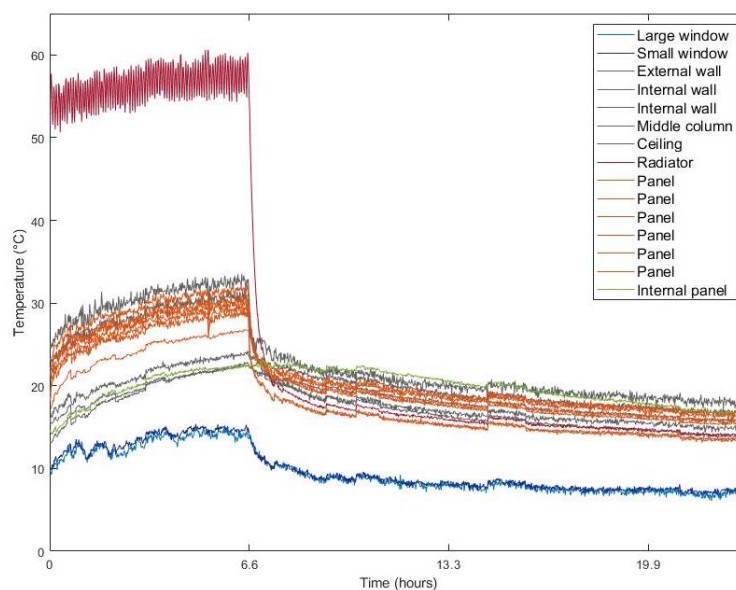 60
50
40
30
20
10
0
Temperature (°C)
0
6.6
13.3
19.9
Time (hours)
Large window
Small window
External wall
Internal wall
Internal wall
Middle column
Ceiling
Radiator
Panel
Panel
Panel
Panel
Panel
Panel
Internal panel